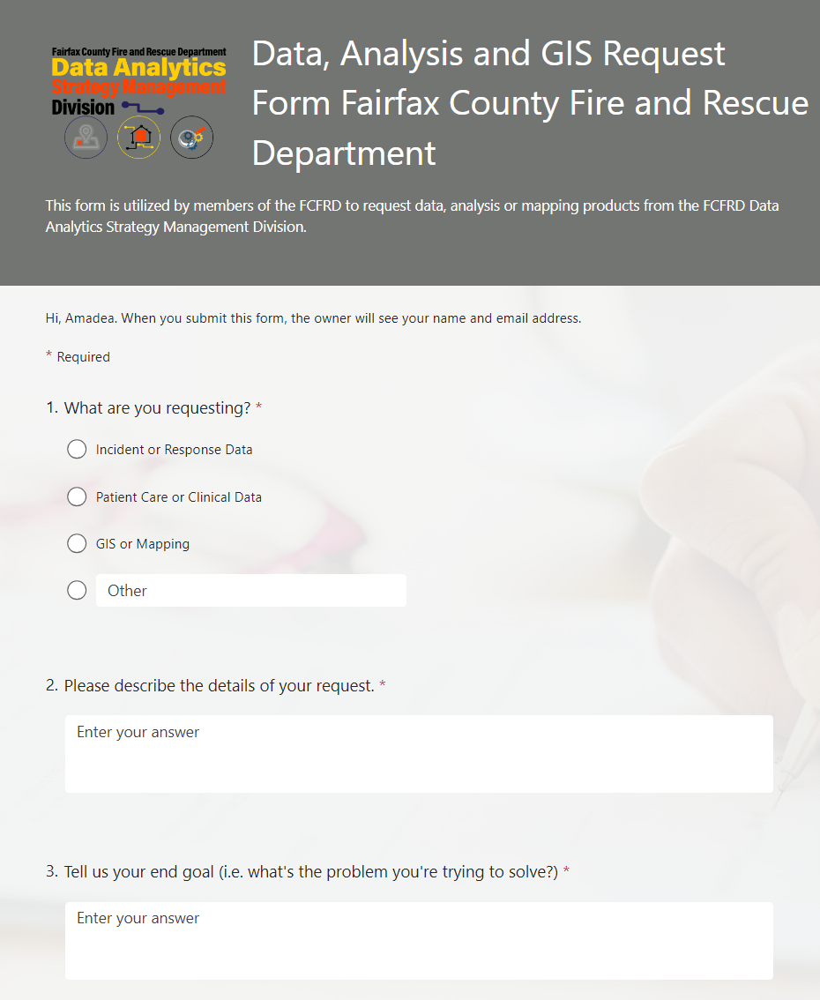 Fairfax County Fire and Rescue Department
Data Analytics
Strategy Management
Division
Data, Analysis and GIS Request
Form Fairfax County Fire and Rescue
Department
This form is utilized by members of the FCFRD to request data, analysis or mapping products from the FCFRD Data
Analytics Strategy Management Division.
Hi, Amadea. When you submit this form, the owner will see your name and email address.
* Required
1. What are you requesting? *
Incident or Response Data
Patient Care or Clinical Data
GIS or Mapping
Other
2. Please describe the details of your request. *
Enter your answer
3. Tell us your end goal (i.e. what's the problem you're trying to solve?) *
Enter your answer